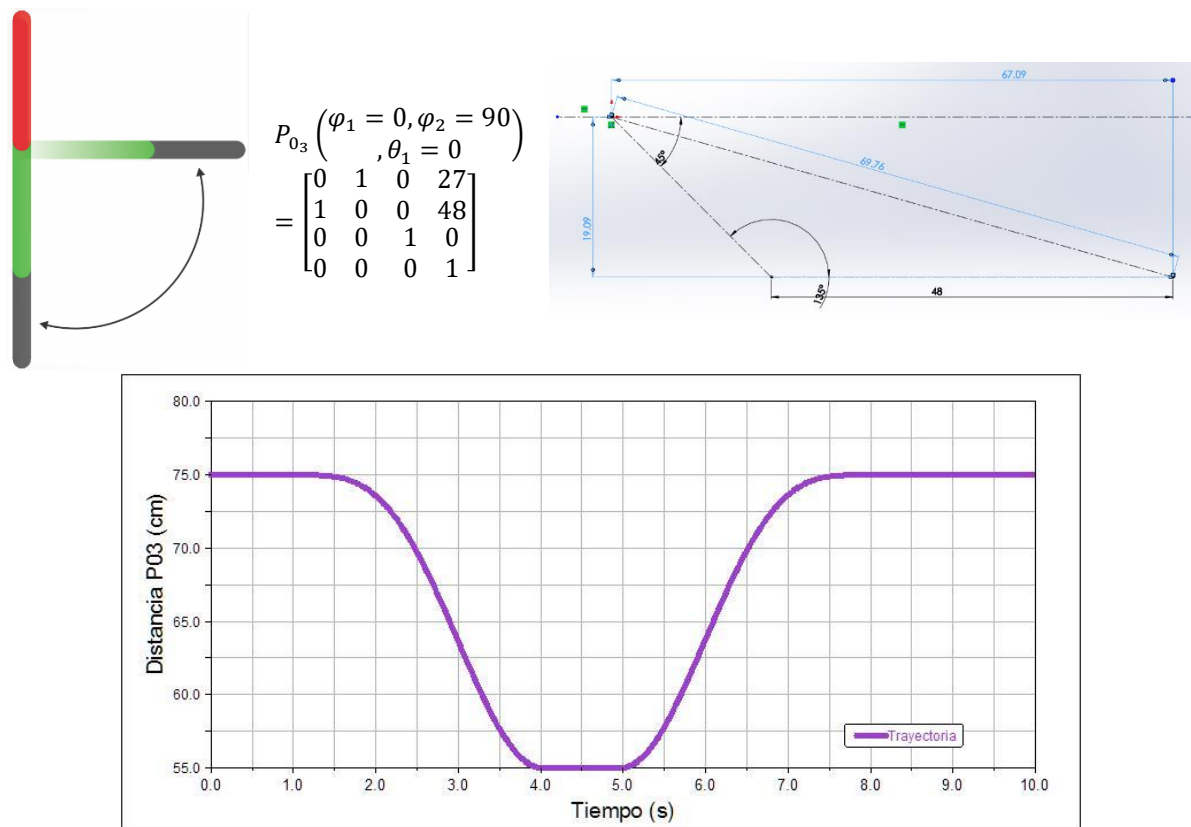 P₀₃ (φ₁ = 0, φ₂ = 90
, θ₁ = 0)
= [0 1 0 27
1 0 0 48
0 0 1 0
0 0 0 1]
67.09
45°
69.76
19.09
135°
48
80.0
75.0
70.0
65.0
60.0
55.0
Distancia P03 (cm)
Trayectoria
0.0 1.0 2.0 3.0 4.0 5.0 6.0 7.0 8.0 9.0 10.0
Tiempo (s)